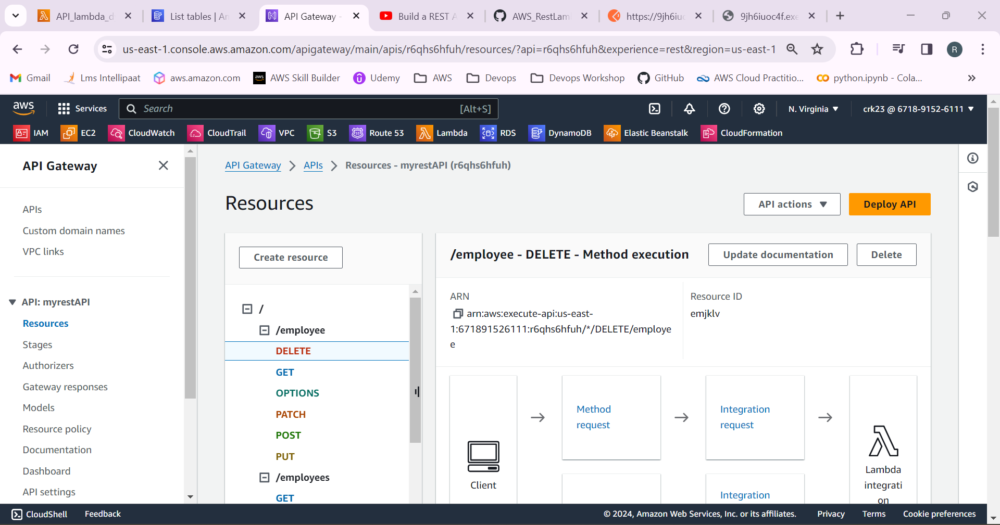 API_lambda_d
List tables | Am
API Gateway -
Build a REST A
AWS_RestLam
https://9jh6iuo
9jh6iuoc4f.exe
us-east-1.console.aws.amazon.com/apigateway/main/apis/r6qhs6hfuh/resources/?api=r6qhs6hfuh&experience=rest&region=us-east-1
R
Gmail
Lms Intellipaat
aws.amazon.com
aws
AWS Skill Builder
Udemy
AWS
Devops
Devops Workshop
GitHub
AWS Cloud Practitio...
python.ipynb - Cola...
aws
Services
Search
[Alt+S]
N. Virginia
crk23 @ 6718-9152-6111
IAM
EC2
CloudWatch
CloudTrail
VPC
S3
Route 53
Lambda
RDS
DynamoDB
Elastic Beanstalk
CloudFormation
API Gateway
APIs
Custom domain names
VPC links
API: myrestAPI
Resources
Stages
Authorizers
Gateway responses
Models
Resource policy
Documentation
Dashboard
API settings
API Gateway > APIs > Resources - myrestAPI (r6qhs6hfuh)
Resources
API actions
Deploy API
Create resource
/
/employee
DELETE
GET
OPTIONS
PATCH
POST
PUT
/employees
GET
/employee - DELETE - Method execution
Update documentation
Delete
ARN
arn:aws:execute-api:us-east-
1:671891526111:r6qhs6hfuh/*/DELETE/employe
e
Resource ID
emjklv
Client
Method
request
Integration
request
Integration
Lambda
integrati
on
CloudShell
Feedback
© 2024, Amazon Web Services, Inc. or its affiliates.
Privacy
Terms
Cookie preferences